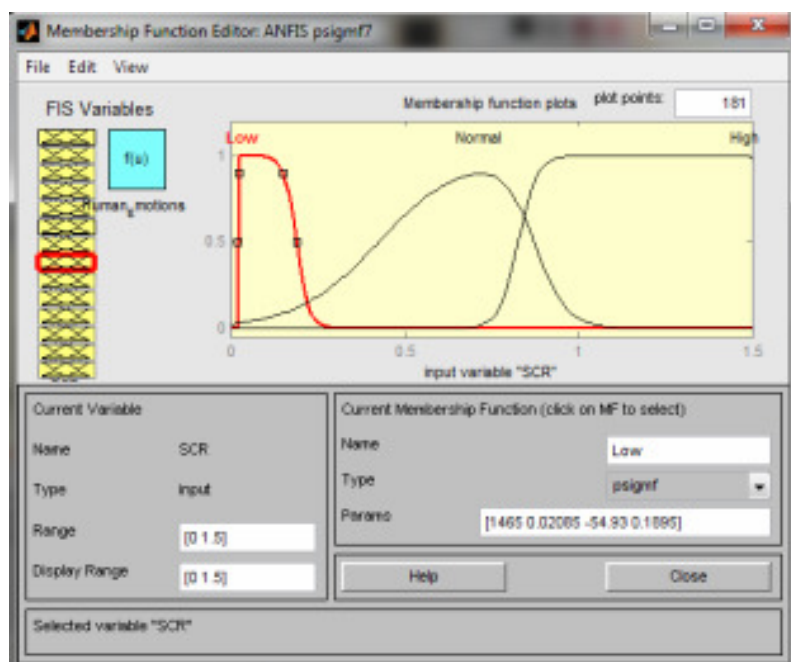 Membership Function Editor: ANFIS psigmf7
File Edit View
FIS Variables
f(u)
Membership function plots
plot points:
181
Low
Normal
High
1
0.5
0
0
0.5
1
1.5
input variable "SCR"
Current Variable
Name SCR
Type input
Range [0 1.5]
Display Range [0 1.5]
Current Membership Function (click on MF to select)
Name Low
Type psigmf
Params [1465 0.02085 -54.93 0.1895]
Help
Close
Selected variable "SCR"